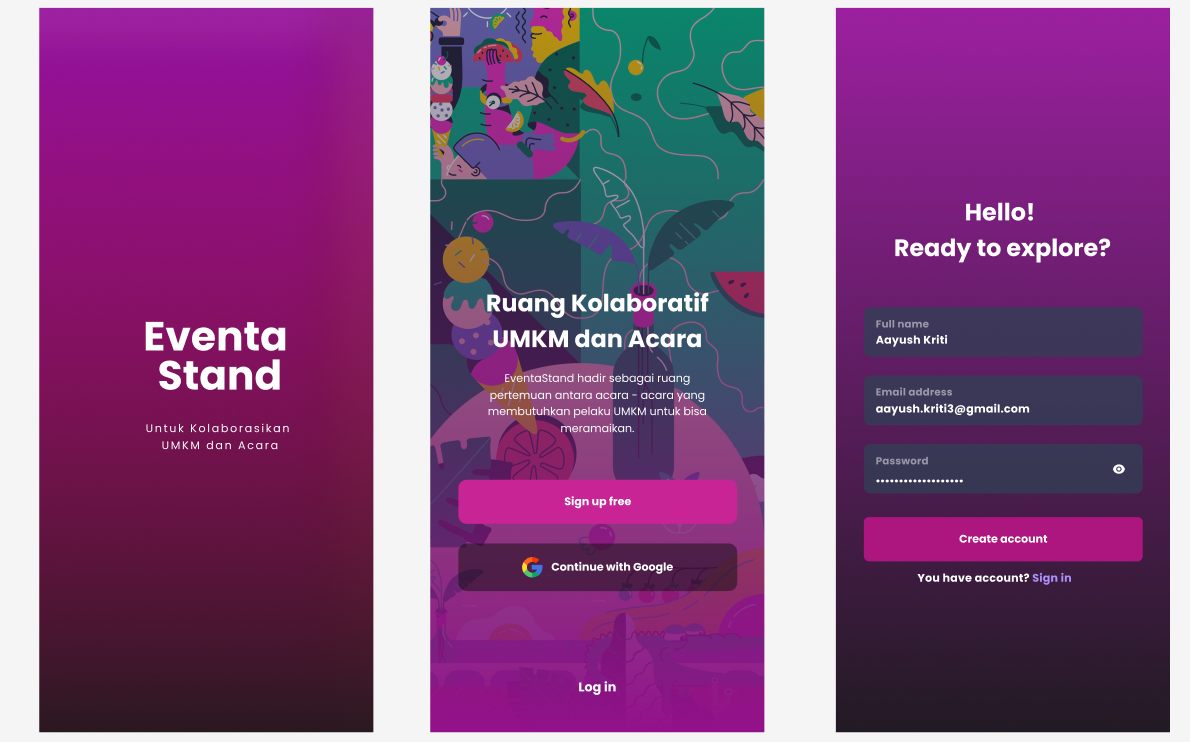 Eventa
Stand
Untuk Kolaborasikan
UMKM dan Acara
Ruang Kolaboratif
UMKM dan Acara
EventaStand hadir sebagai ruang
pertemuan antara acara - acara yang
membutuhkan pelaku UMKM untuk bisa
meramaikan.
Sign up free
Continue with Google
Log in
Hello!
Ready to explore?
Full name
Aayush Kriti
Email address
aayush.kriti3@gmail.com
Password
•••••••••••••••••••
Create account
You have account? Sign in